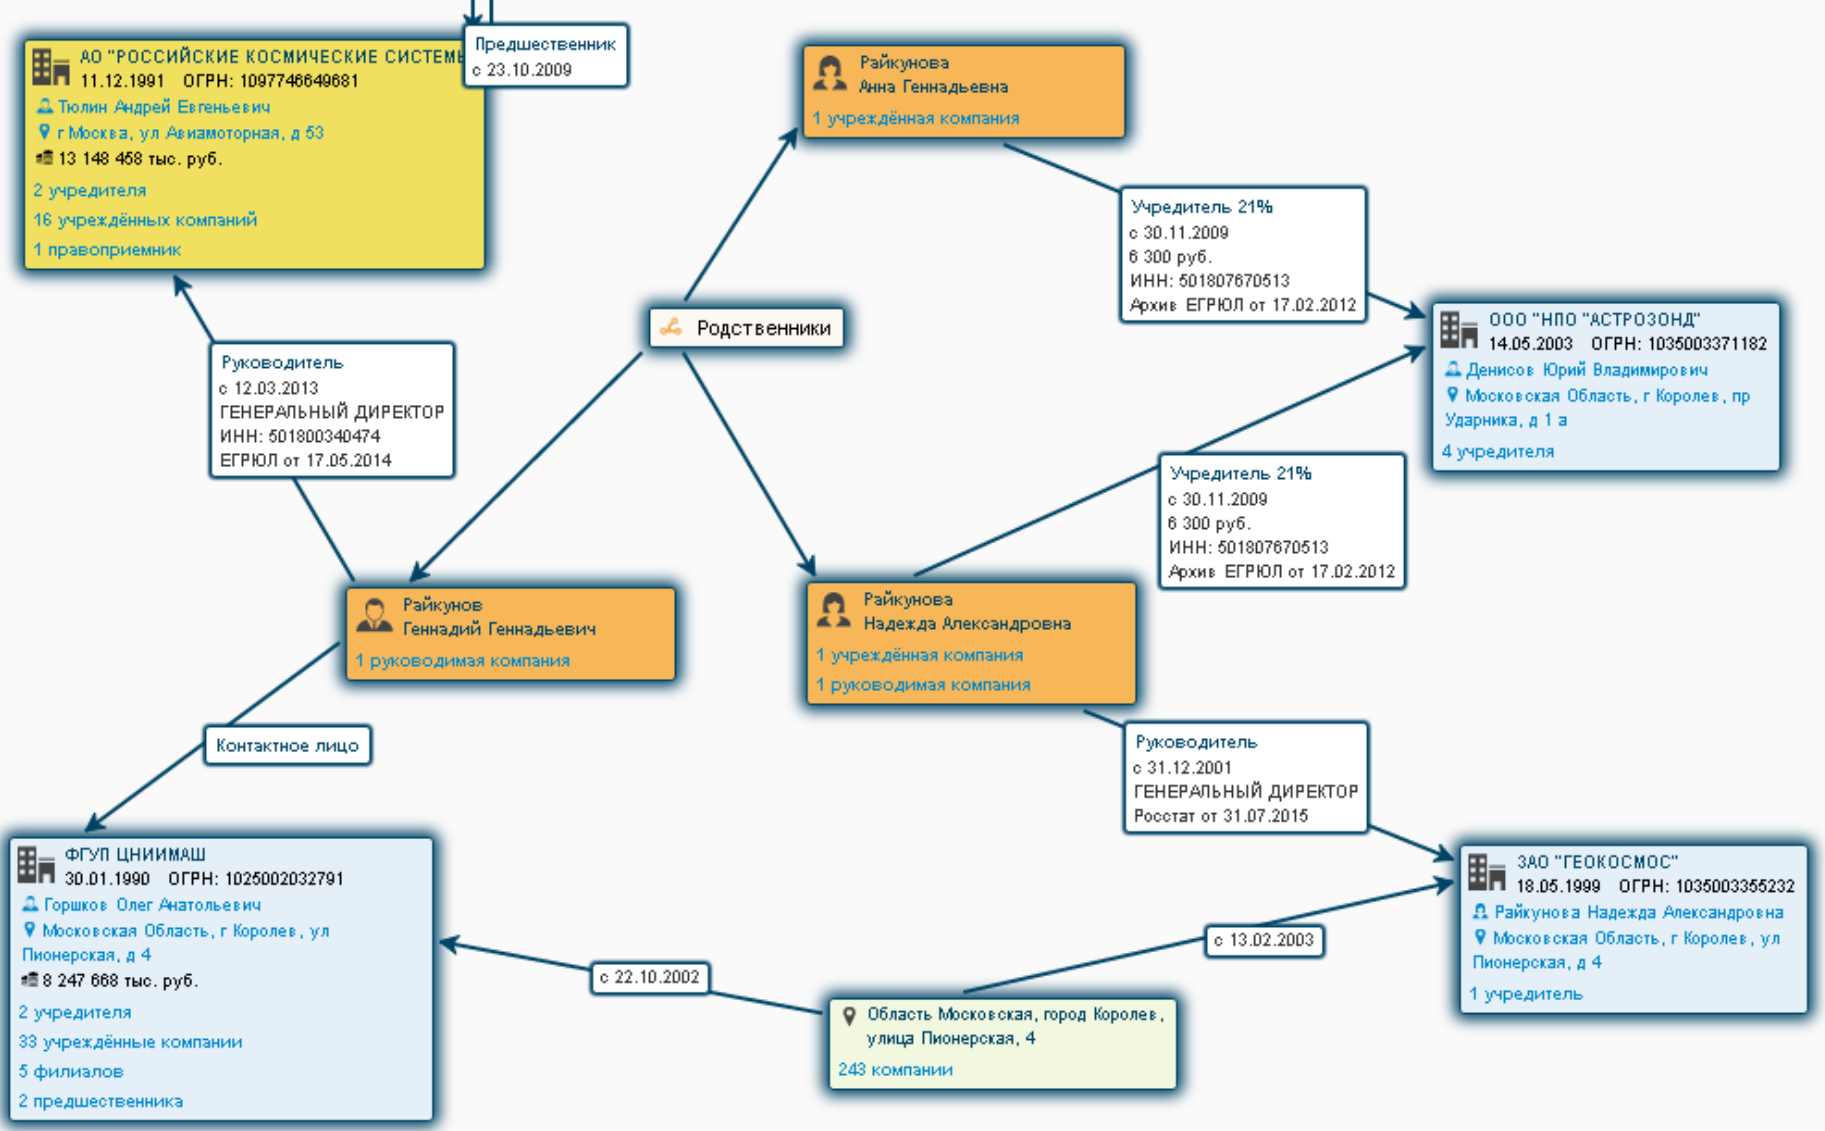 Предшественник
с 23.10.2009
АО "РОССИЙСКИЕ КОСМИЧЕСКИЕ СИСТЕМЫ
11.12.1991 ОГРН: 1097746649681
Тюлин Андрей Евгеньевич
г Москва, ул Авиамоторная, д 53
13 148 458 тыс. руб.
2 учредителя
16 учреждённых компаний
1 правоприемник
Райкунова
Анна Геннадьевна
1 учреждённая компания
Учредитель 21%
с 30.11.2009
6 300 руб.
ИНН: 501807670513
Архив ЕГРЮЛ от 17.02.2012
Родственники
ООО "НПО "АСТРОЗОНД"
14.05.2003 ОГРН: 1035003371182
Денисов Юрий Владимирович
Московская Область, г Королев, пр
Ударника, д 1 а
4 учредителя
Руководитель
с 12.03.2013
ГЕНЕРАЛЬНЫЙ ДИРЕКТОР
ИНН: 501800340474
ЕГРЮЛ от 17.05.2014
Учредитель 21%
с 30.11.2009
6 300 руб.
ИНН: 501807670513
Архив ЕГРЮЛ от 17.02.2012
Райкунов
Геннадий Геннадьевич
1 руководимая компания
Райкунова
Надежда Александровна
1 учреждённая компания
1 руководимая компания
Контактное лицо
Руководитель
с 31.12.2001
ГЕНЕРАЛЬНЫЙ ДИРЕКТОР
Росстат от 31.07.2015
ФГУП ЦНИИМАШ
30.01.1990 ОГРН: 1025002032791
Горшков Олег Анатольевич
Московская Область, г Королев, ул
Пионерская, д 4
8 247 668 тыс. руб.
2 учредителя
33 учреждённые компании
5 филиалов
2 предшественника
ЗАО "ГЕОКОСМОС"
18.05.1999 ОГРН: 1035003355232
Райкунова Надежда Александровна
Московская Область, г Королев, ул
Пионерская, д 4
1 учредитель
с 13.02.2003
с 22.10.2002
Область Московская, город Королев,
улица Пионерская, 4
243 компании